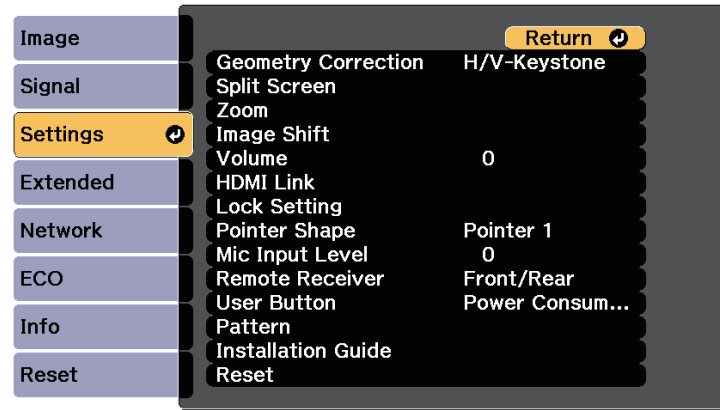 Image
Signal
Settings
Extended
Network
ECO
Info
Reset
Return
Geometry Correction H/V-Keystone
Split Screen
Zoom
Image Shift
Volume 0
HDMI Link
Lock Setting
Pointer Shape Pointer 1
Mic Input Level 0
Remote Receiver Front/Rear
User Button Power Consum...
Pattern
Installation Guide
Reset